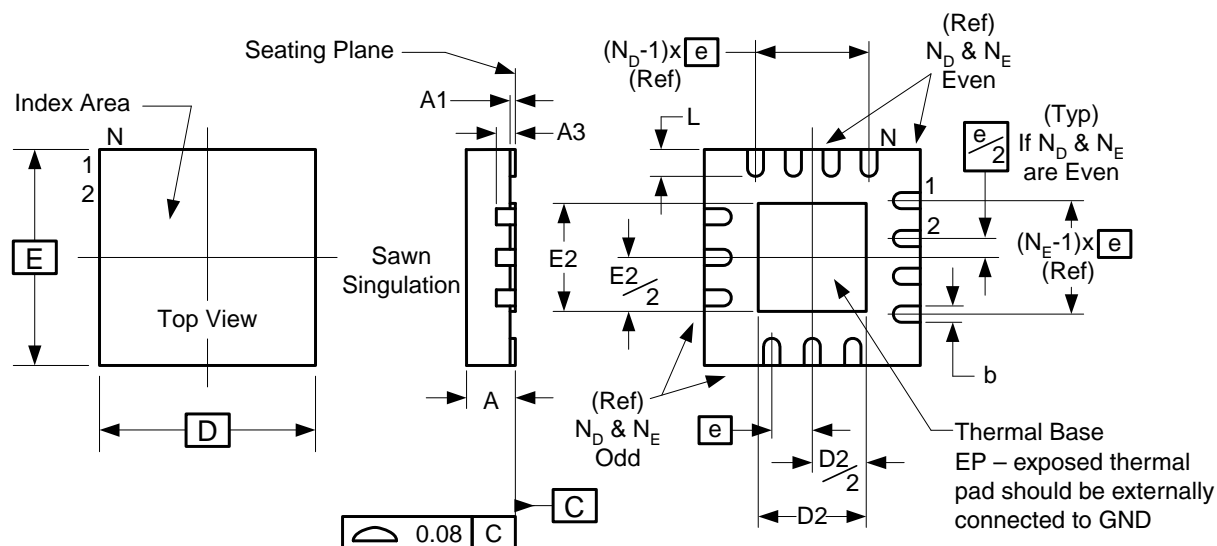 Seating Plane
Index Area
N
1
2
E
Top View
D
A1
A3
Sawn
Singulation
A
C
0.08 C
(N_D-1)x e
(Ref)
L
(Ref)
N_D & N_E
Even
N
e/2
(Typ)
If N_D & N_E
are Even
1
2
(N_E-1)x e
(Ref)
E2
E2/2
b
(Ref)
N_D & N_E
Odd
e
D2/2
D2
Thermal Base
EP – exposed thermal
pad should be externally
connected to GND